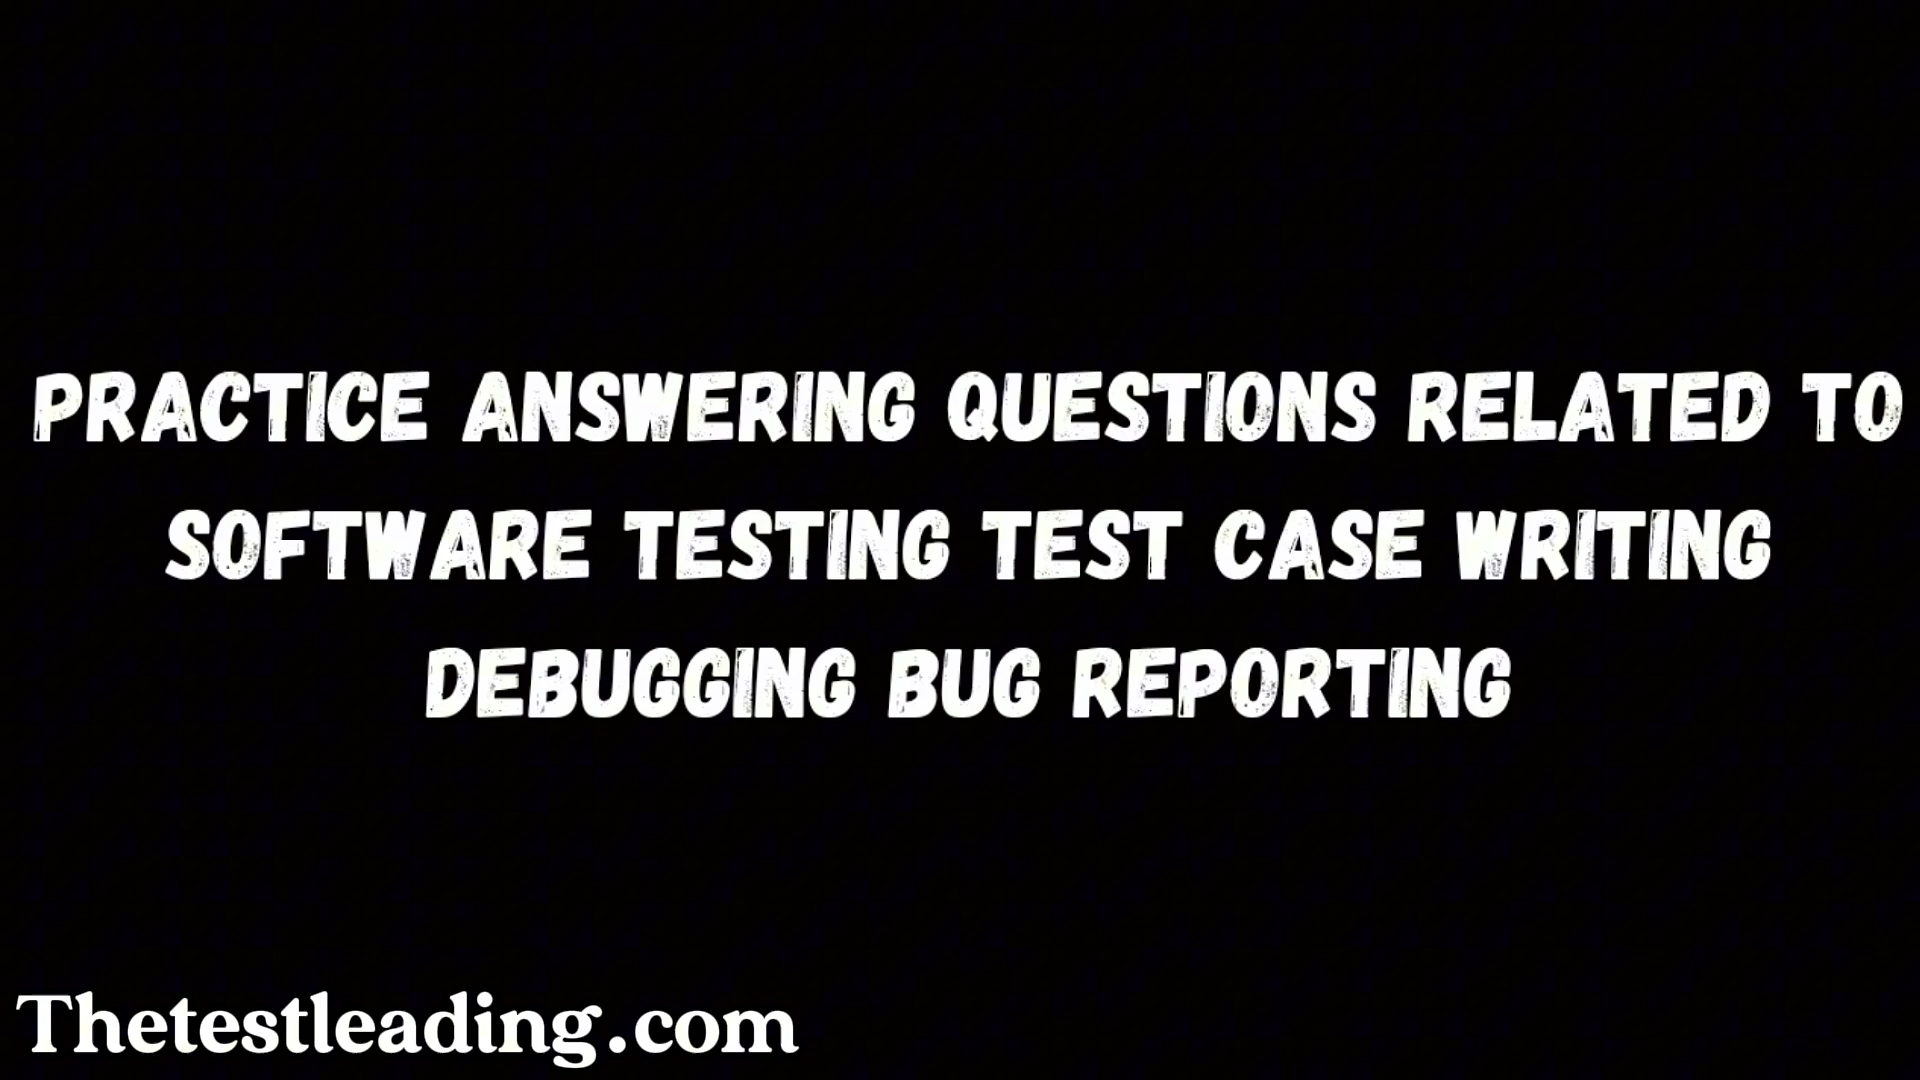 PRACTICE ANSWERING QUESTIONS RELATED TO
SOFTWARE TESTING TEST CASE WRITING
DEBUGGING BUG REPORTING
Thetestleading.com